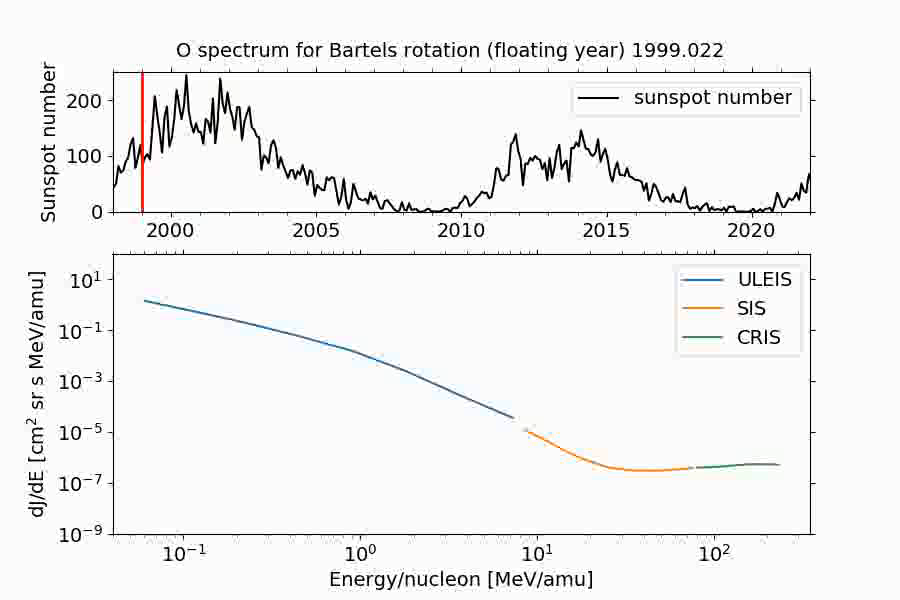 O spectrum for Bartels rotation (floating year) 1999.022
Sunspot number
200
100
0
sunspot number
2000 2005 2010 2015 2020
dJ/dE [cm² sr s MeV/amu]
10¹
10⁻¹
10⁻³
10⁻⁵
10⁻⁷
10⁻⁹
ULEIS
SIS
CRIS
10⁻¹ 10⁰ 10¹ 10²
Energy/nucleon [MeV/amu]